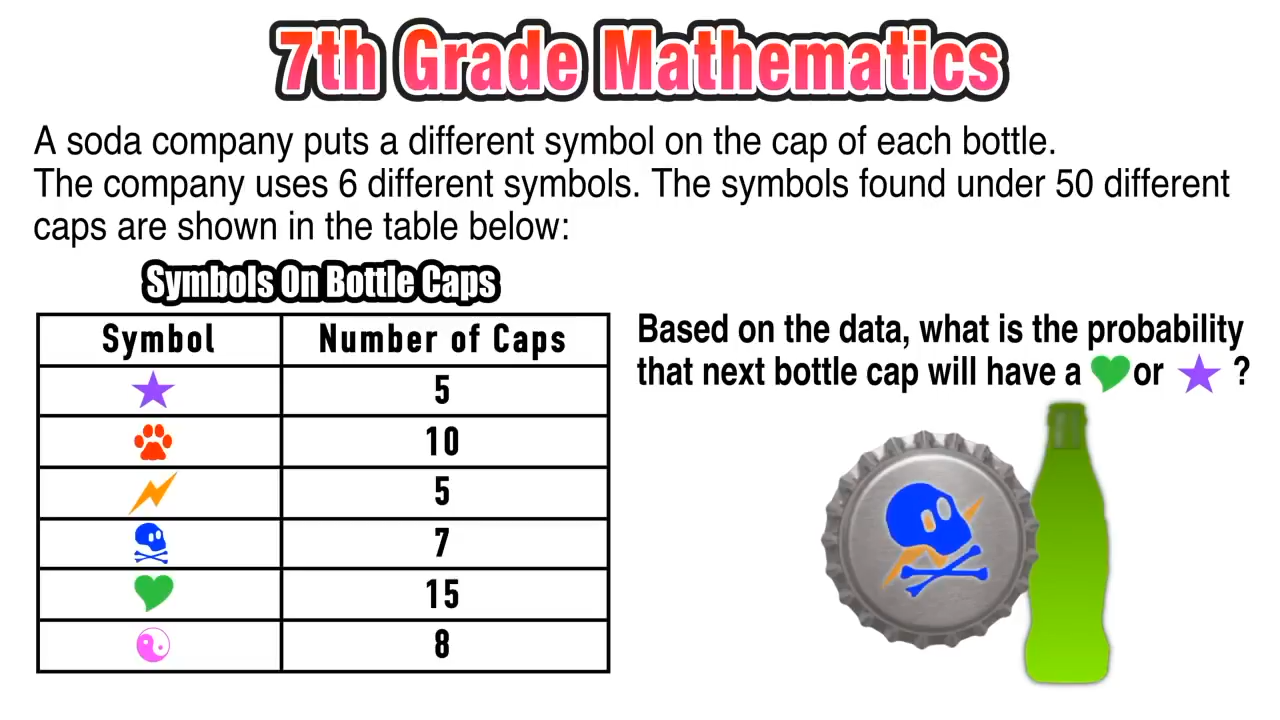 7th Grade Mathematics
A soda company puts a different symbol on the cap of each bottle.
The company uses 6 different symbols. The symbols found under 50 different
caps are shown in the table below:
Symbols On Bottle Caps
Symbol Number of Caps
5
10
5
7
15
8
Based on the data, what is the probability
that next bottle cap will have a or ?